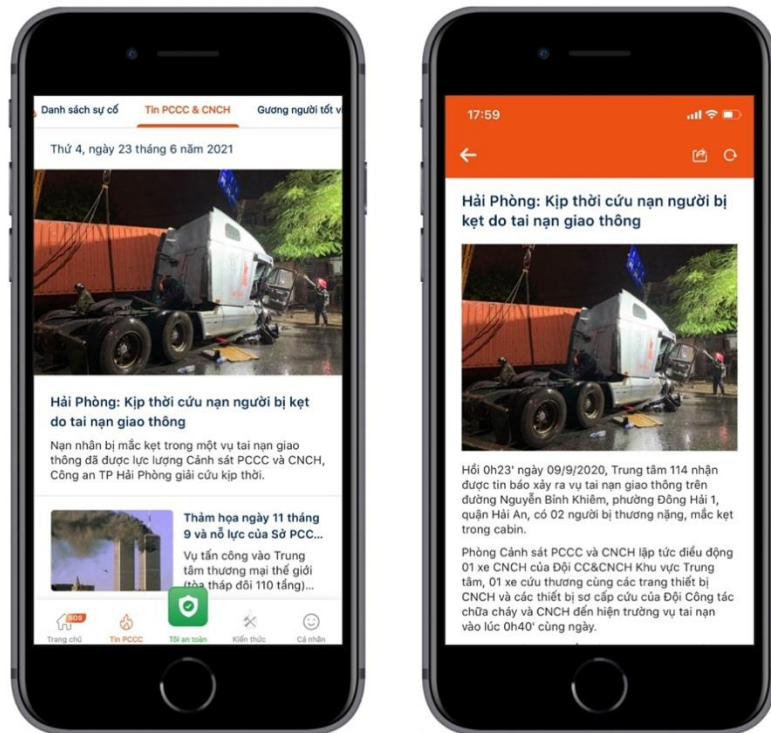 Danh sách sự cố Tin PCCC & CNCH Gương người tốt vi
Thứ 4, ngày 23 tháng 6 năm 2021
Hải Phòng: Kịp thời cứu nạn người bị kẹt
do tai nạn giao thông
Nạn nhân bị mắc kẹt trong một vụ tai nạn giao
thông đã được lực lượng Cảnh sát PCCC và CNCH,
Công an TP Hải Phòng giải cứu kịp thời.
Thảm họa ngày 11 tháng
9 và nỗ lực của Sở PCC...
Vụ tấn công vào Trung
tâm thương mại thế giới
(tòa tháp đôi 110 tầng)...
SOS
Trang chủ Tin PCCC Tôi an toàn Kiến thức Cá nhân
17:59
Hải Phòng: Kịp thời cứu nạn người bị
kẹt do tai nạn giao thông
Hồi 0h23' ngày 09/9/2020, Trung tâm 114 nhận
được tin báo xảy ra vụ tai nạn giao thông trên
đường Nguyễn Bỉnh Khiêm, phường Đông Hải 1,
quận Hải An, có 02 người bị thương nặng, mắc kẹt
trong cabin.
Phòng Cảnh sát PCCC và CNCH lập tức điều động
01 xe CNCH của Đội CC&CNCH Khu vực Trung
tâm, 01 xe cứu thương cùng các trang thiết bị
CNCH và các thiết bị sơ cấp cứu của Đội Công tác
chữa cháy và CNCH đến hiện trường vụ tai nạn
vào lúc 0h40' cùng ngày.